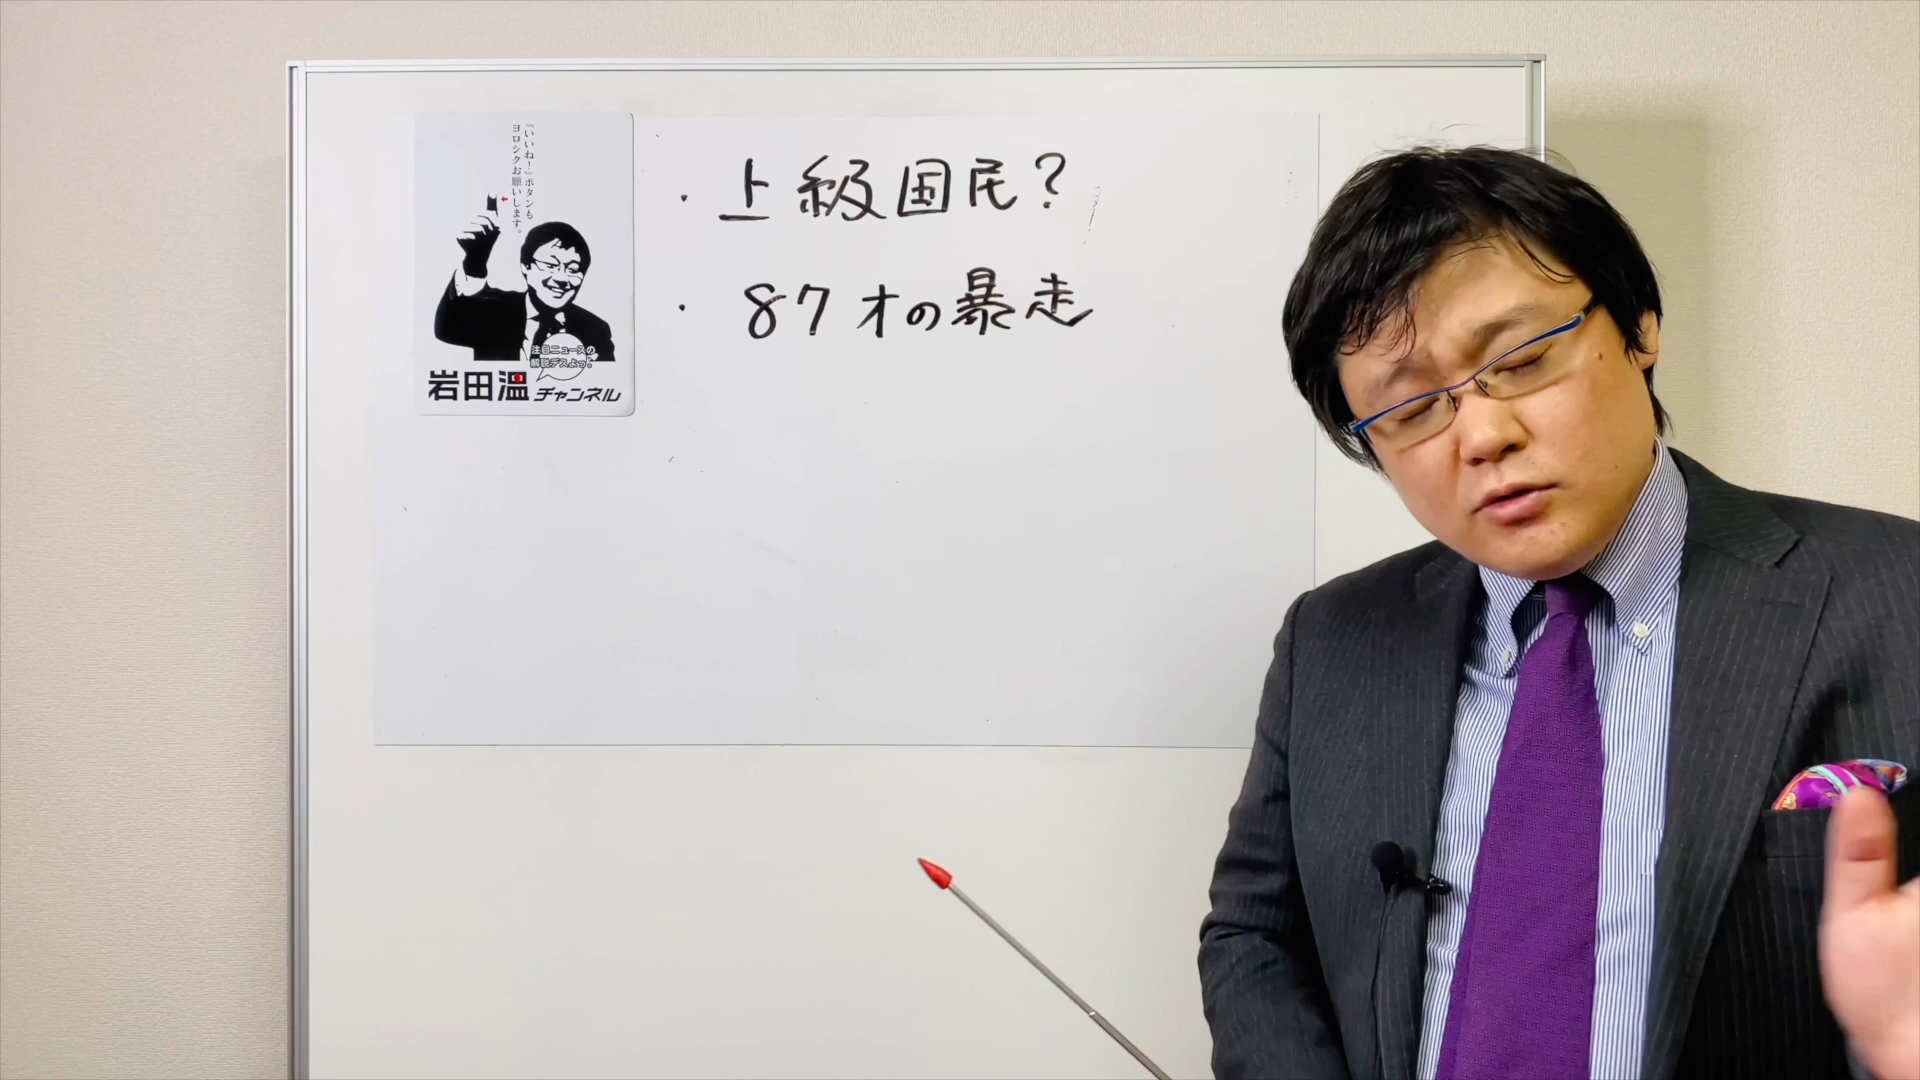 「いいね！」ボタンも
ヨロシクお願いします。
注目ニュースの
解説デスよっ。
岩田温チャンネル
・上級国民？
・87才の暴走